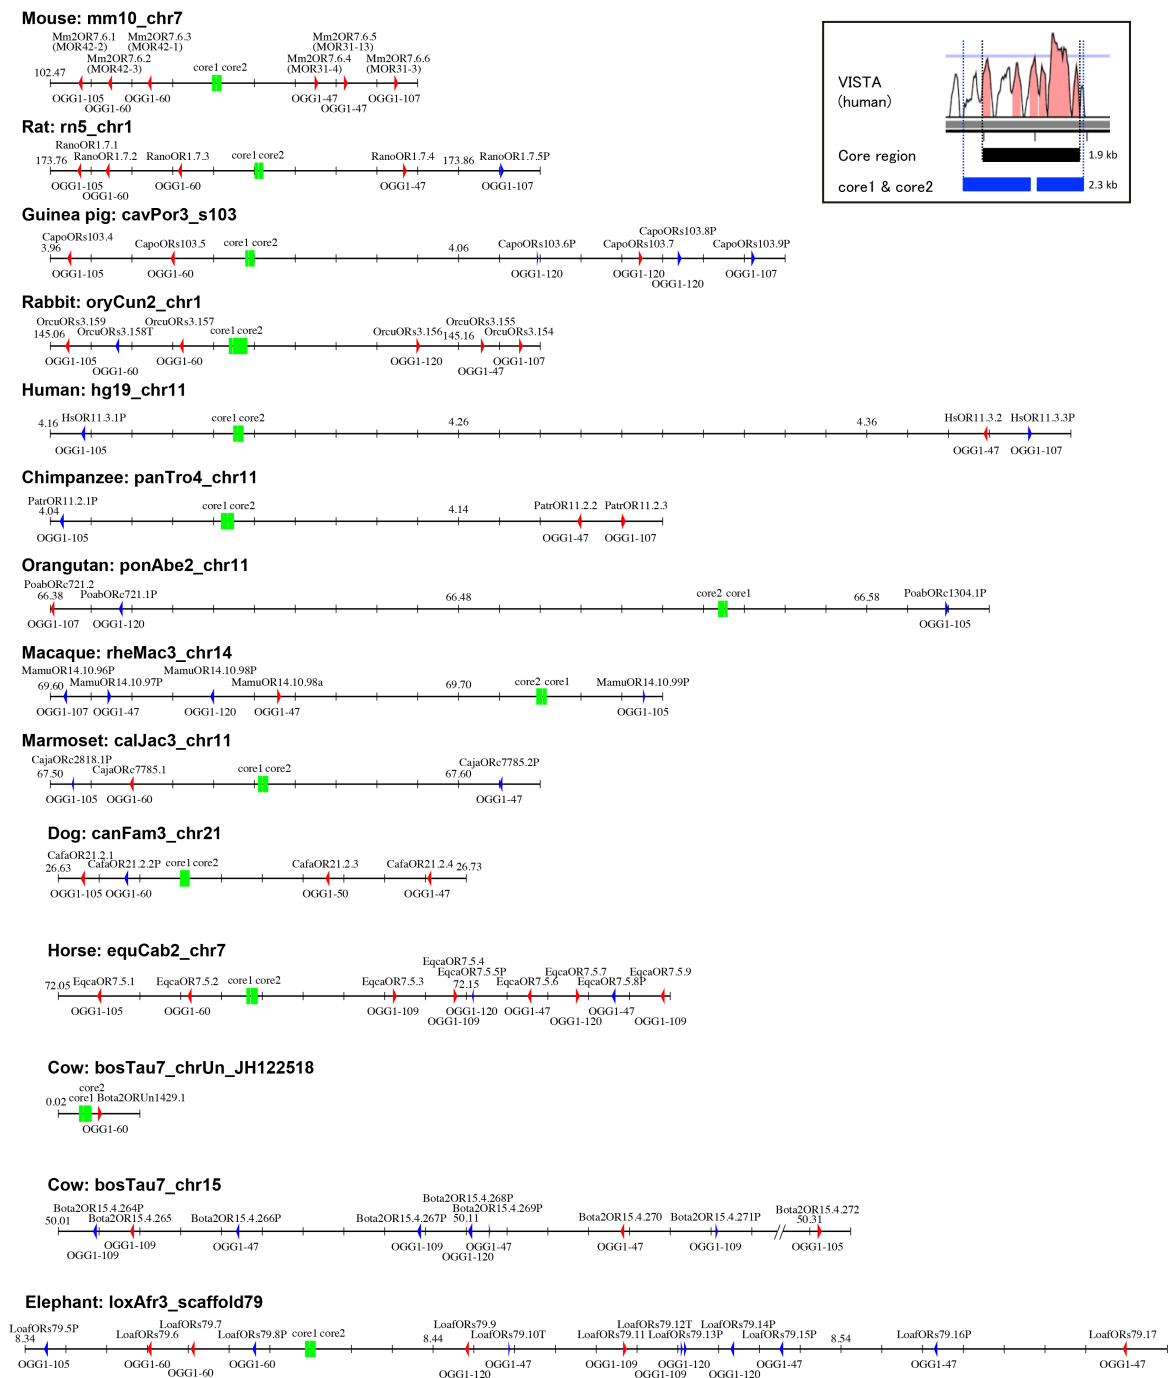 Mouse: mm10_chr7
Mm2OR7.6.1 Mm2OR7.6.3 Mm2OR7.6.5
(MOR42-2) (MOR42-1) (MOR31-13)
Mm2OR7.6.2 Mm2OR7.6.4 Mm2OR7.6.6
102.47 (MOR42-3) core1 core2 (MOR31-4) (MOR31-3)
OGG1-105 OGG1-60 OGG1-47 OGG1-107
OGG1-60 OGG1-47
VISTA
(human)
Core region 1.9 kb
core1 & core2 2.3 kb
Rat: rn5_chr1
RanoOR1.7.1
173.76 RanoOR1.7.2 RanoOR1.7.3 core1 core2 RanoOR1.7.4 173.86 RanoOR1.7.5P
OGG1-105 OGG1-60 OGG1-47 OGG1-107
OGG1-60
Guinea pig: cavPor3_s103
CapoORs103.8P
CapoORs103.4 CapoORs103.5 core1 core2 CapoORs103.6P CapoORs103.7 CapoORs103.9P
3.96 4.06
OGG1-105 OGG1-60 OGG1-120 OGG1-120 OGG1-107
OGG1-120
Rabbit: oryCun2_chr1
OrcuORs3.159 OrcuORs3.157 OrcuORs3.155
145.06 OrcuORs3.158T core1 core2 OrcuORs3.156 145.16 OrcuORs3.154
OGG1-105 OGG1-60 OGG1-120 OGG1-107
OGG1-60 OGG1-47
Human: hg19_chr11
4.16 HsOR11.3.1P core1 core2 4.26 4.36 HsOR11.3.2 HsOR11.3.3P
OGG1-105 OGG1-47 OGG1-107
Chimpanzee: panTro4_chr11
PatrOR11.2.1P core1 core2 PatrOR11.2.2 PatrOR11.2.3
4.04 4.14
OGG1-105 OGG1-47 OGG1-107
Orangutan: ponAbe2_chr11
PoabORc721.2
66.38 PoabORc721.1P 66.48 core2 core1 66.58 PoabORc1304.1P
OGG1-107 OGG1-120 OGG1-105
Macaque: rheMac3_chr14
MamuOR14.10.96P MamuOR14.10.98P
69.60 MamuOR14.10.97P MamuOR14.10.98a 69.70 core2 core1 MamuOR14.10.99P
OGG1-107 OGG1-47 OGG1-120 OGG1-47 OGG1-105
Marmoset: calJac3_chr11
CajaORc2818.1P CajaORc7785.2P
67.50 CajaORc7785.1 core1 core2 67.60
OGG1-105 OGG1-60 OGG1-47
Dog: canFam3_chr21
CafaOR21.2.1
26.63 CafaOR21.2.2P core1 core2 CafaOR21.2.3 CafaOR21.2.4 26.73
OGG1-105 OGG1-60 OGG1-50 OGG1-47
Horse: equCab2_chr7
EqcaOR7.5.4
EqcaOR7.5.5P EqcaOR7.5.7 EqcaOR7.5.9
72.05 EqcaOR7.5.1 EqcaOR7.5.2 core1 core2 EqcaOR7.5.3 72.15 EqcaOR7.5.6 EqcaOR7.5.8P
OGG1-105 OGG1-60 OGG1-109 OGG1-120 OGG1-47 OGG1-47
OGG1-109 OGG1-120 OGG1-109
Cow: bosTau7_chrUn_JH122518
core2
0.02 core1 Bota2ORUn1429.1
OGG1-60
Cow: bosTau7_chr15
Bota2OR15.4.268P
Bota2OR15.4.264P Bota2OR15.4.269P Bota2OR15.4.272
50.01 Bota2OR15.4.265 Bota2OR15.4.266P Bota2OR15.4.267P 50.11 Bota2OR15.4.270 Bota2OR15.4.271P 50.31
OGG1-109 OGG1-47 OGG1-109 OGG1-47 OGG1-47 OGG1-109 OGG1-105
OGG1-109 OGG1-120
Elephant: loxAfr3_scaffold79
LoafORs79.5P LoafORs79.7 LoafORs79.9 LoafORs79.12T LoafORs79.14P
8.34 LoafORs79.6 LoafORs79.8P core1 core2 8.44 LoafORs79.10T LoafORs79.11 LoafORs79.13P LoafORs79.15P 8.54 LoafORs79.16P LoafORs79.17
OGG1-105 OGG1-60 OGG1-60 OGG1-47 OGG1-109 OGG1-120 OGG1-47 OGG1-47 OGG1-47
OGG1-60 OGG1-120 OGG1-109 OGG1-120